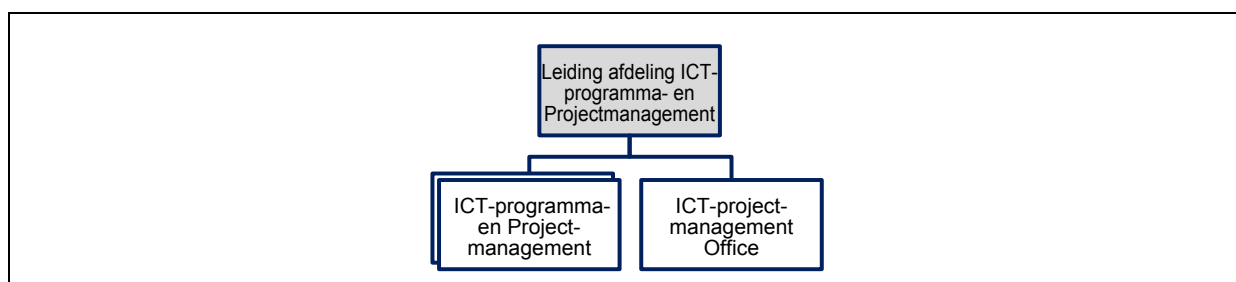 Leiding afdeling ICT-
programma- en
Projectmanagement
ICT-programma-
en Project-
management
ICT-project-
management
Office